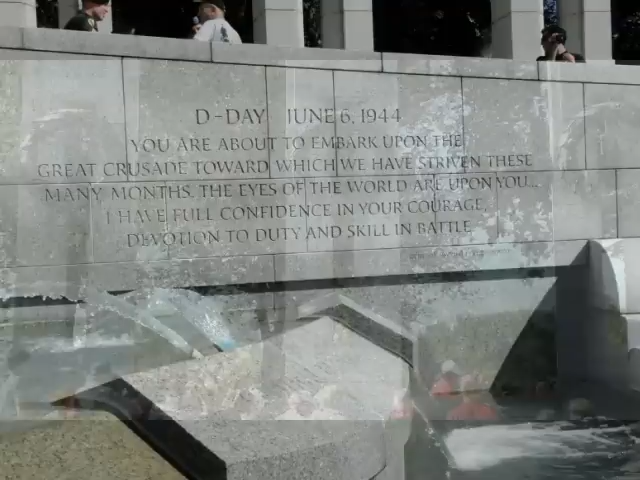 D-DAY JUNE 6, 1944
YOU ARE ABOUT TO EMBARK UPON THE
GREAT CRUSADE TOWARD WHICH WE HAVE STRIVEN THESE
MANY MONTHS. THE EYES OF THE WORLD ARE UPON YOU...
I HAVE FULL CONFIDENCE IN YOUR COURAGE,
DEVOTION TO DUTY AND SKILL IN BATTLE